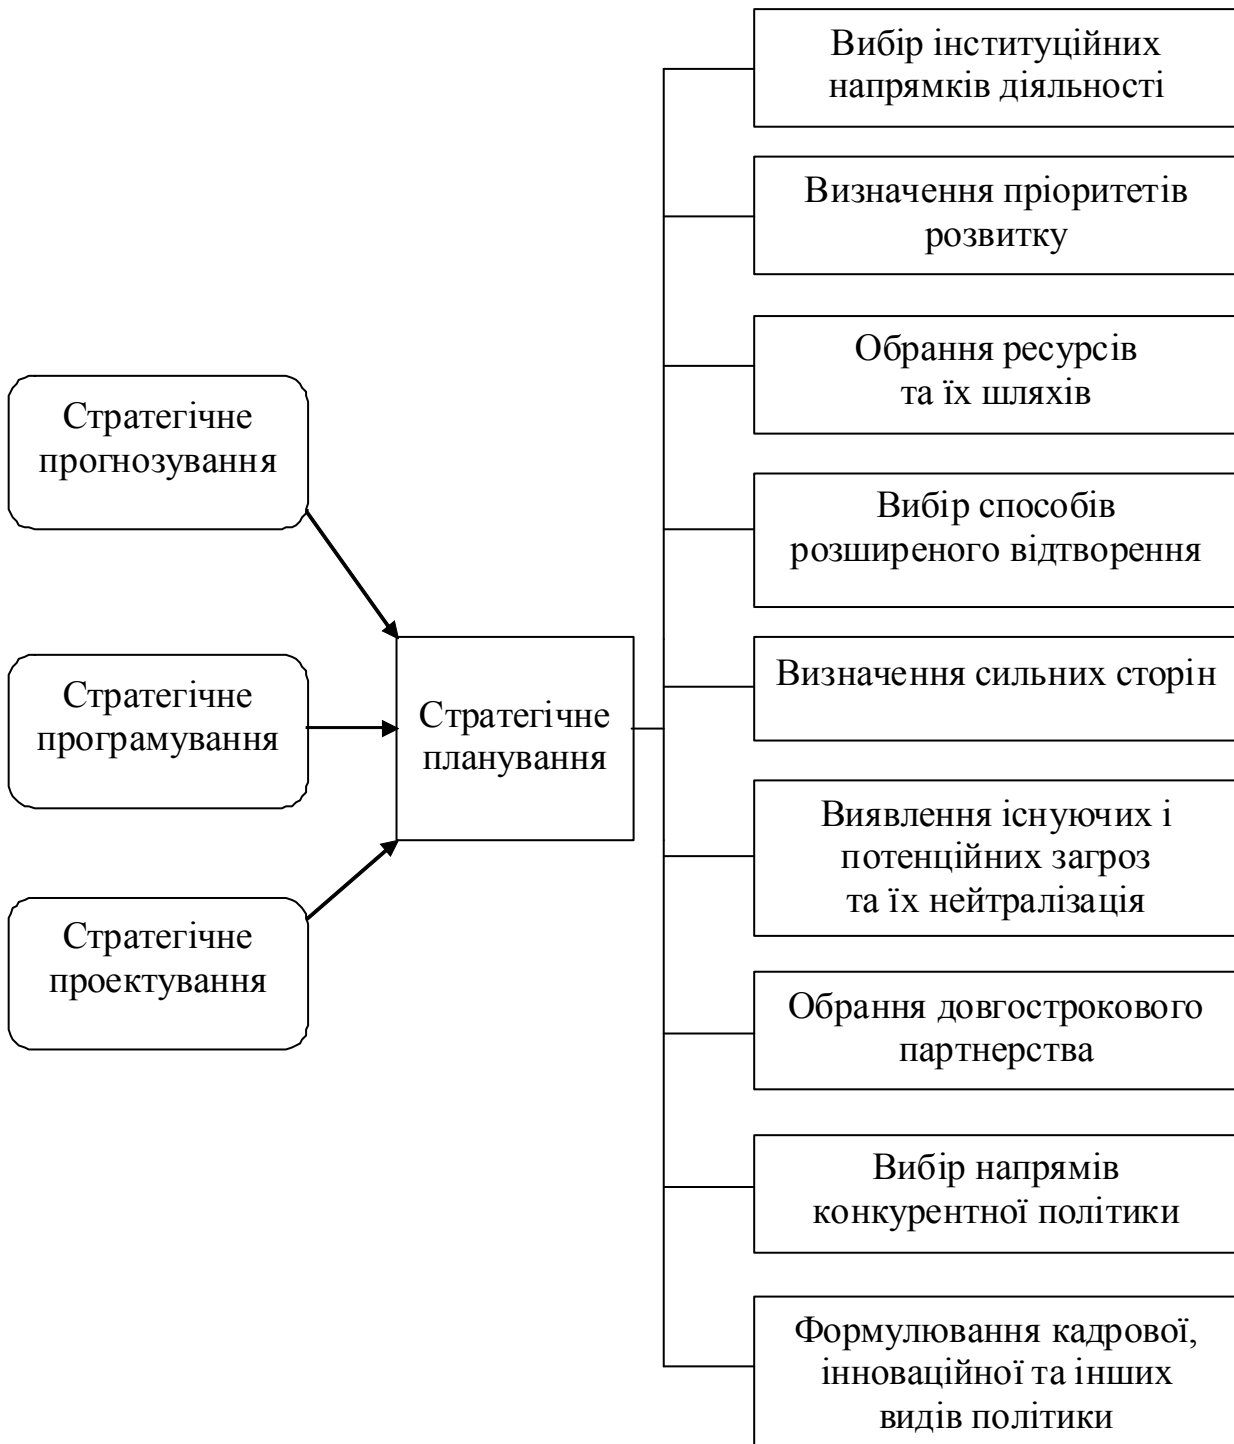 Стратегічне
прогнозування
Стратегічне
програмування
Стратегічне
проектування
Стратегічне
планування
Вибір інституційних
напрямків діяльності
Визначення пріоритетів
розвитку
Обрання ресурсів
та їх шляхів
Вибір способів
розширеного відтворення
Визначення сильних сторін
Виявлення існуючих і
потенційних загроз
та їх нейтралізація
Обрання довгострокового
партнерства
Вибір напрямів
конкурентної політики
Формулювання кадрової,
інноваційної та інших
видів політики